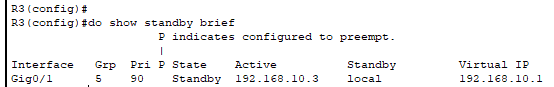 R3(config)#
R3(config)#do show standby brief
P indicates configured to preempt.
|
Interface Grp Pri P State Active Standby Virtual IP
Gig0/1 5 90 Standby 192.168.10.3 local 192.168.10.1